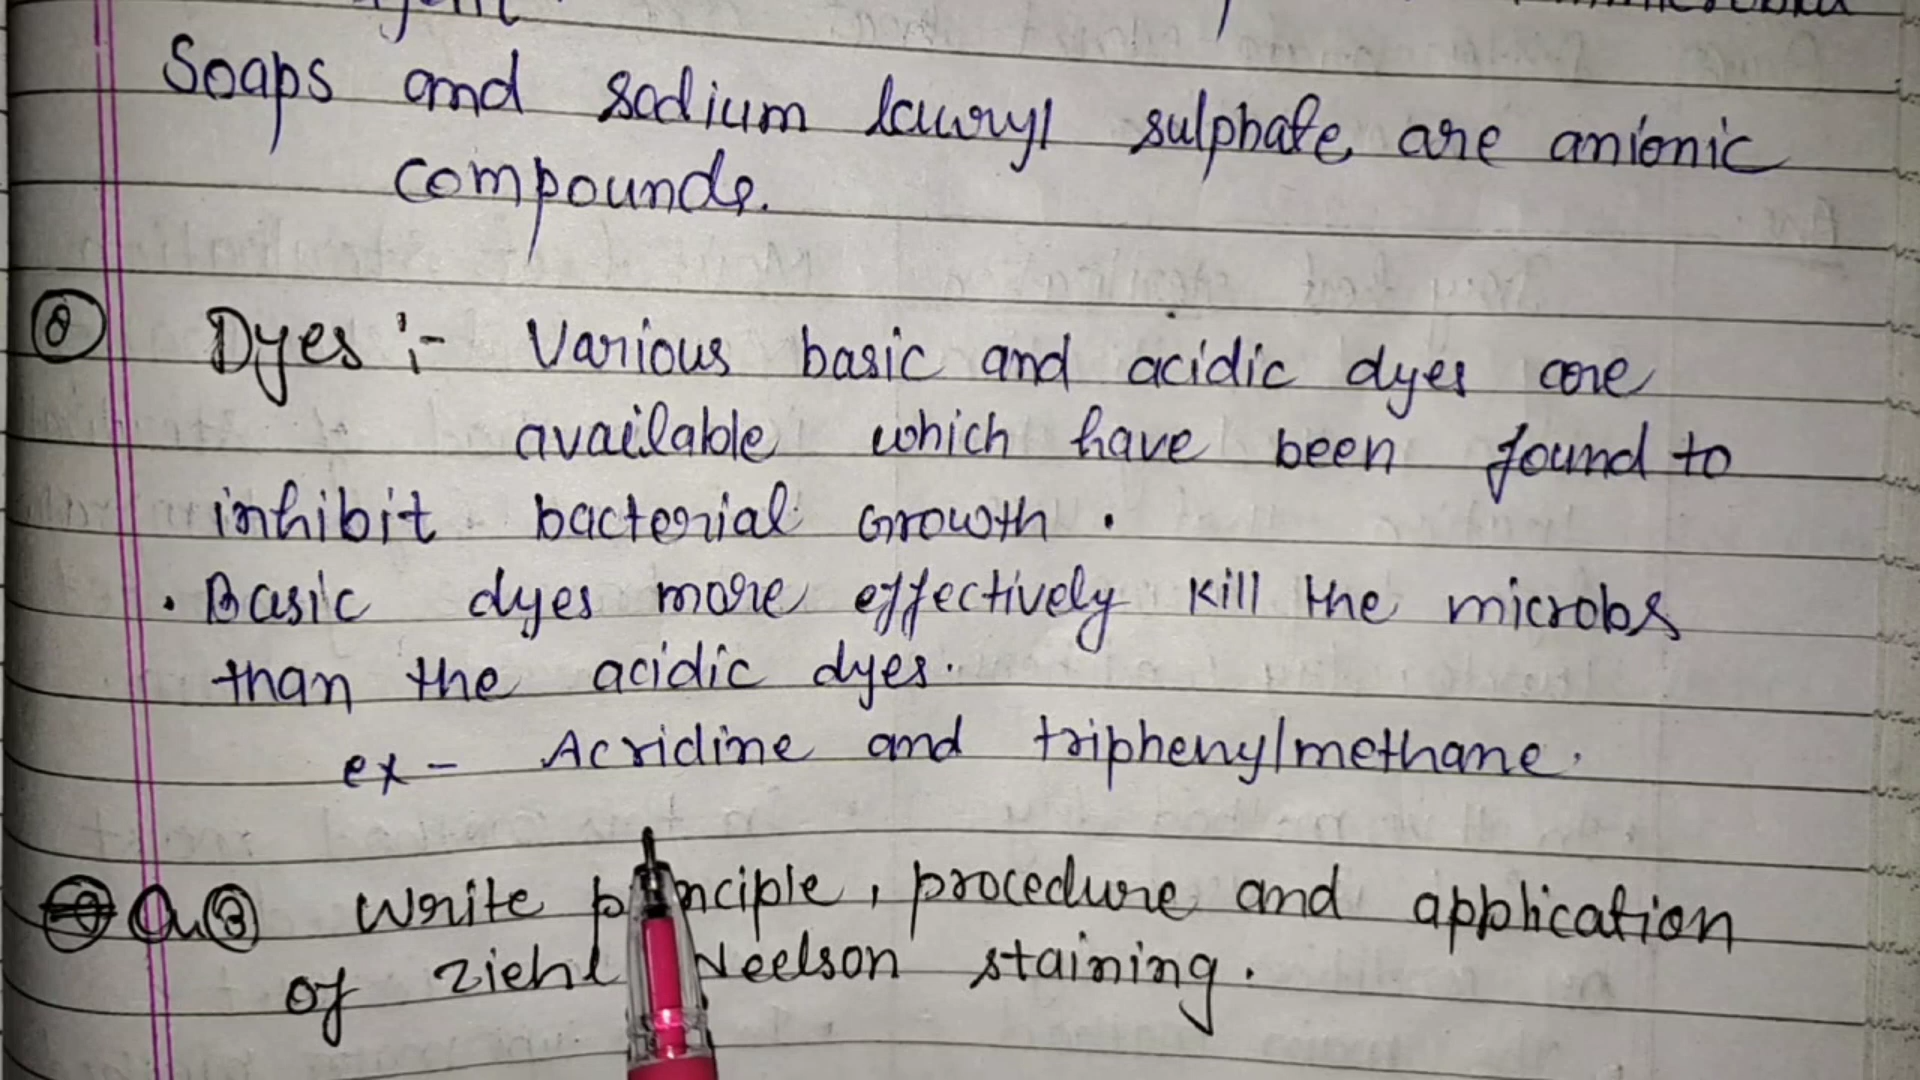 Soaps and sodium lauryl sulphate are anionic
compounds.
⑧ Dyes :- Various basic and acidic dyes are
available which have been found to
inhibit bacterial Growth.
. Basic dyes more effectively kill the microbs
than the acidic dyes.
ex - Acridine and triphenylmethane.
Qu③ Write principle, procedure and application
of ziehl Neelson staining.